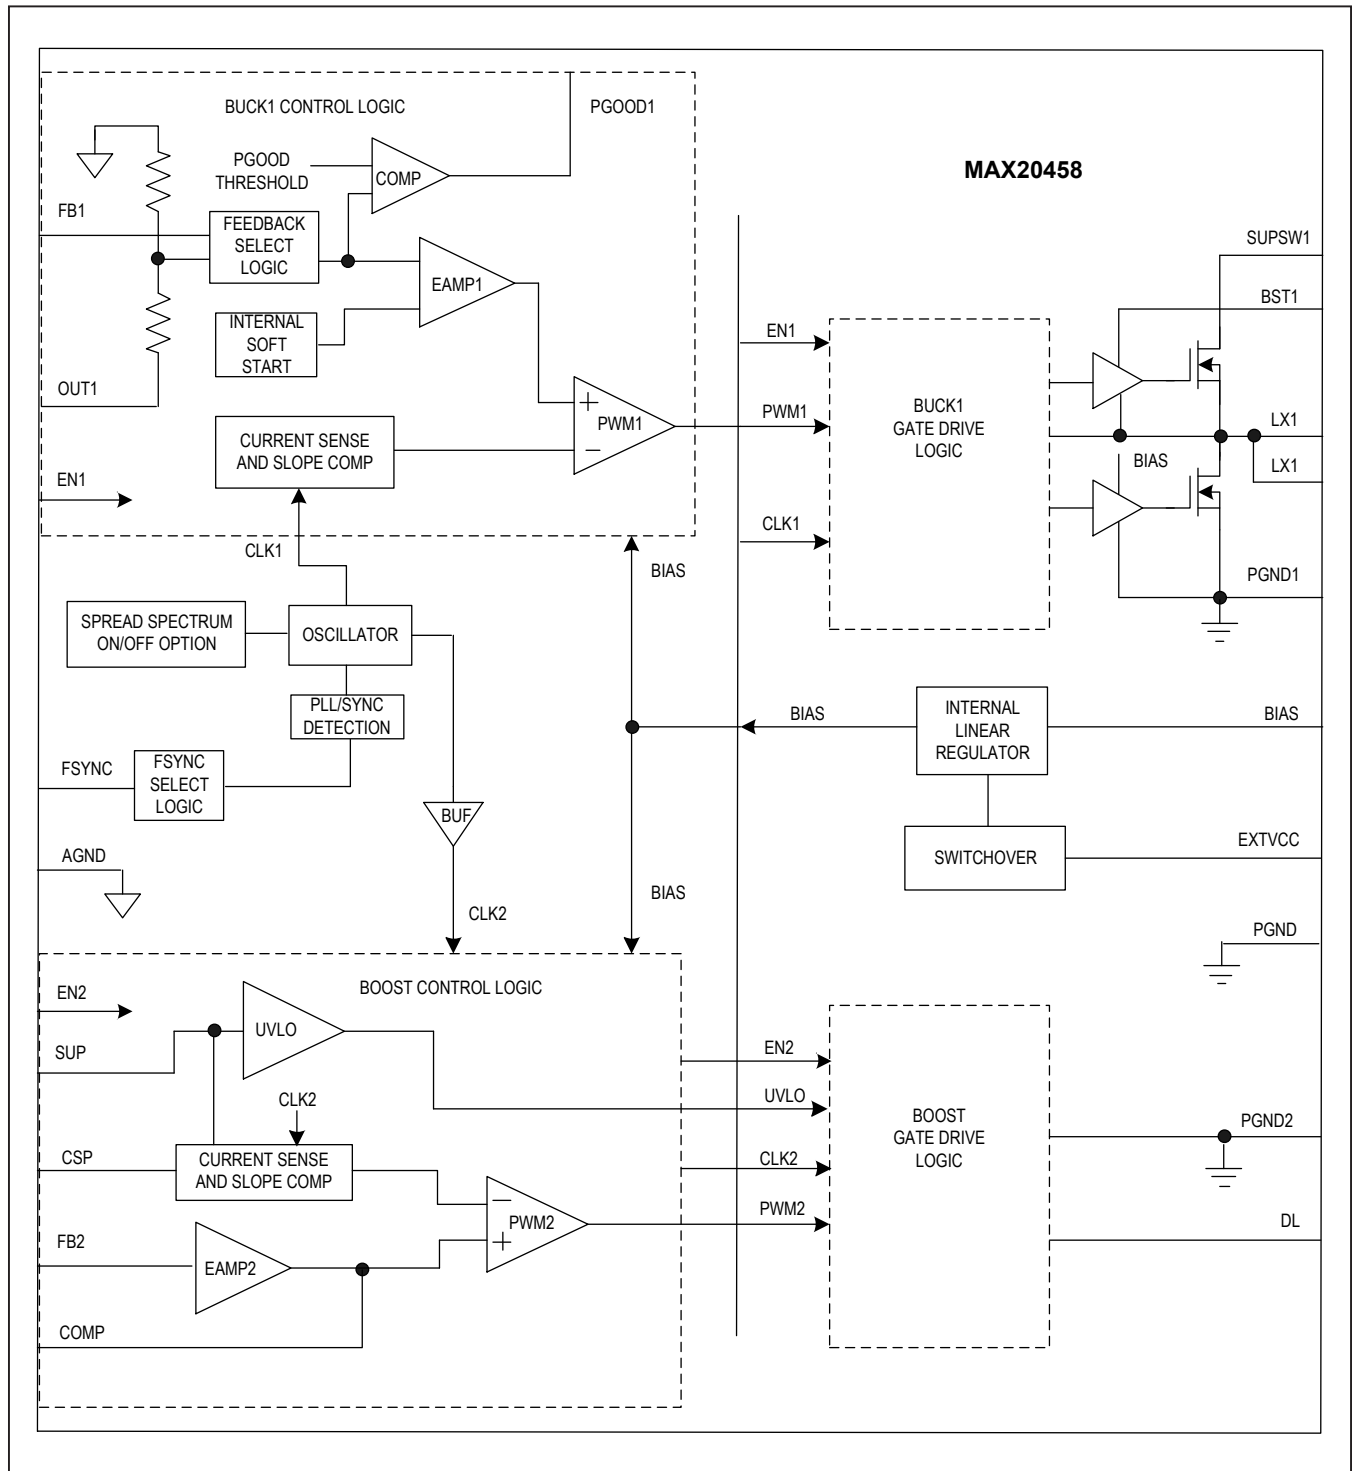 BUCK1 CONTROL LOGIC
PGOOD1
PGOOD
THRESHOLD
COMP
MAX20458
FB1
FEEDBACK
SELECT
LOGIC
EAMP1
INTERNAL
SOFT
START
OUT1
CURRENT SENSE
AND SLOPE COMP
+
PWM1
−
EN1
CLK1
BIAS
SUPSW1
BST1
EN1
PWM1
CLK1
BUCK1
GATE DRIVE
LOGIC
LX1
BIAS
LX1
PGND1
SPREAD SPECTRUM
ON/OFF OPTION
OSCILLATOR
PLL/SYNC
DETECTION
FSYNC
FSYNC
SELECT
LOGIC
BUF
AGND
CLK2
BIAS
BIAS
INTERNAL
LINEAR
REGULATOR
BIAS
SWITCHOVER
EXTVCC
PGND
BOOST CONTROL LOGIC
EN2
UVLO
SUP
CLK2
CSP
CURRENT SENSE
AND SLOPE COMP
−
PWM2
+
FB2
EAMP2
COMP
EN2
UVLO
CLK2
PWM2
BOOST
GATE DRIVE
LOGIC
PGND2
DL